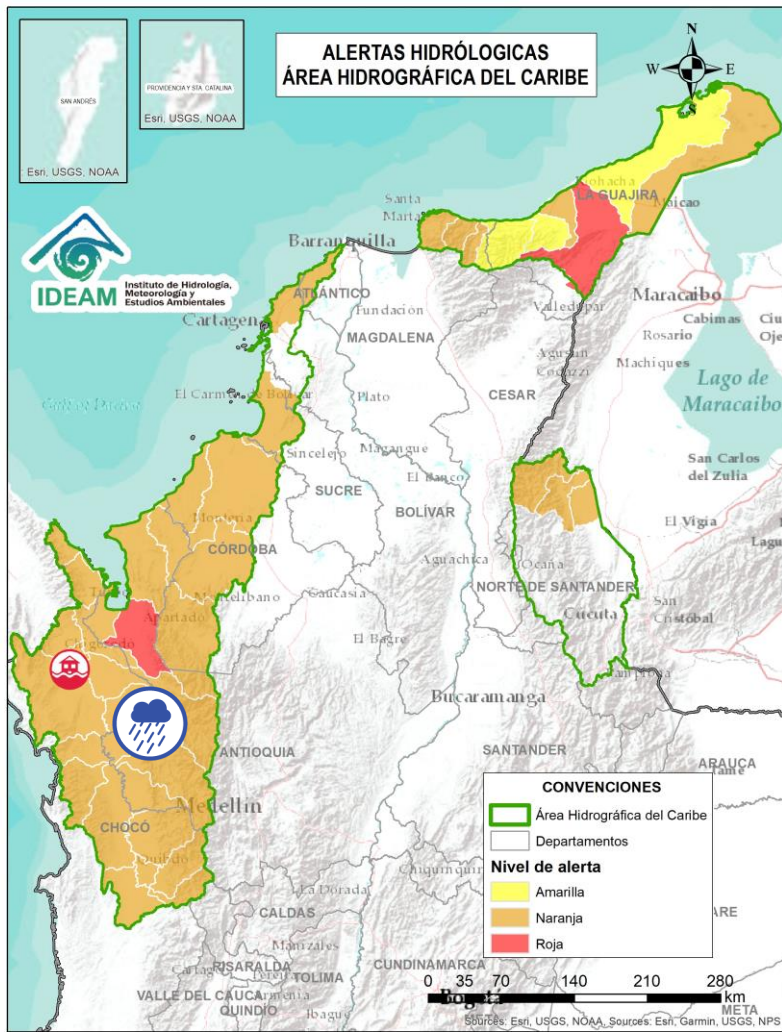 ALERTAS HIDRÓLOGICAS
ÁREA HIDROGRÁFICA DEL CARIBE
N
W E
S
SAN ANDRÉS
PROVIDENCIA Y STA. CATALINA
Esri, USGS, NOAA
Esri, USGS, NOAA
IDEAM
Instituto de Hidrología,
Meteorología y
Estudios Ambientales
Riohacha
LA GUAJIRA
Maicao
Santa
Marta
Barranquilla
ATLÁNTICO
Cartagena
Fundación
MAGDALENA
Valledupar
Maracaibo
Cabimas
Rosario
Agustín
Codazzi
Machiques
CESAR
Lago de
Maracaibo
El Carmen de Bolívar
Plato
Sincelejo
Magangue
El Banco
SUCRE
BOLÍVAR
San Carlos
del Zulia
Montería
CÓRDOBA
El Vigia
Aguachica
Ocaña
NORTE DE SANTANDER
Caucasia
Apartado
El Bagre
Cucuta
San
Cristóbal
Bucaramanga
ANTIOQUIA
SANTANDER
ARAUCA
Medellín
CHOCÓ
Quibdó
La Dorada
CALDAS
Manizales
RISARALDA
TOLIMA
CUNDINAMARCA
VALLE DEL CAUCA
Armenia
QUINDÍO
Ibague
Bogotá
META
META
CONVENCIONES
Área Hidrográfica del Caribe
Departamentos
Nivel de alerta
Amarilla
Naranja
Roja
0 35 70 140 210 280
km
Sources: Esri, USGS, NOAA, Sources: Esri, Garmin, USGS, NPS